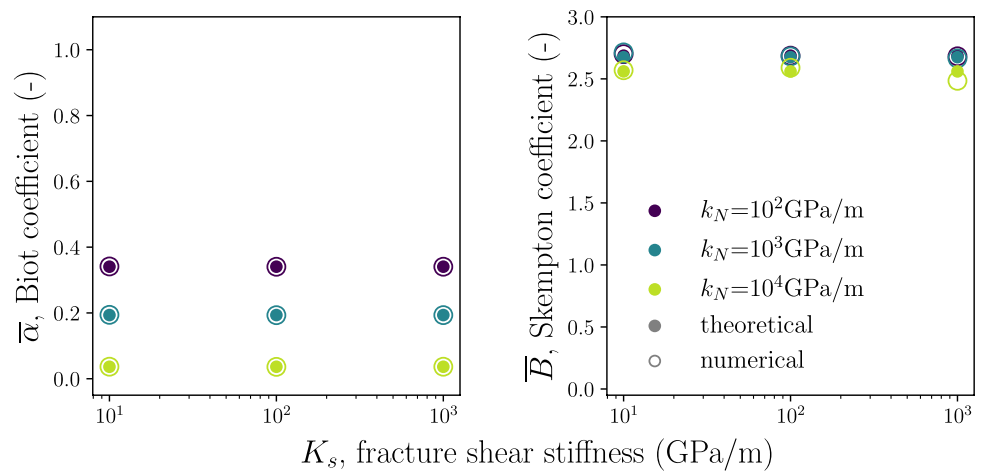 α, Biot coefficient (-)
1.0
0.8
0.6
0.4
0.2
0.0
10¹
10²
10³
B, Skempton coefficient (-)
3.0
2.5
2.0
1.5
1.0
0.5
0.0
k_N=10²GPa/m
k_N=10³GPa/m
k_N=10⁴GPa/m
theoretical
numerical
10¹
10²
10³
K_s, fracture shear stiffness (GPa/m)